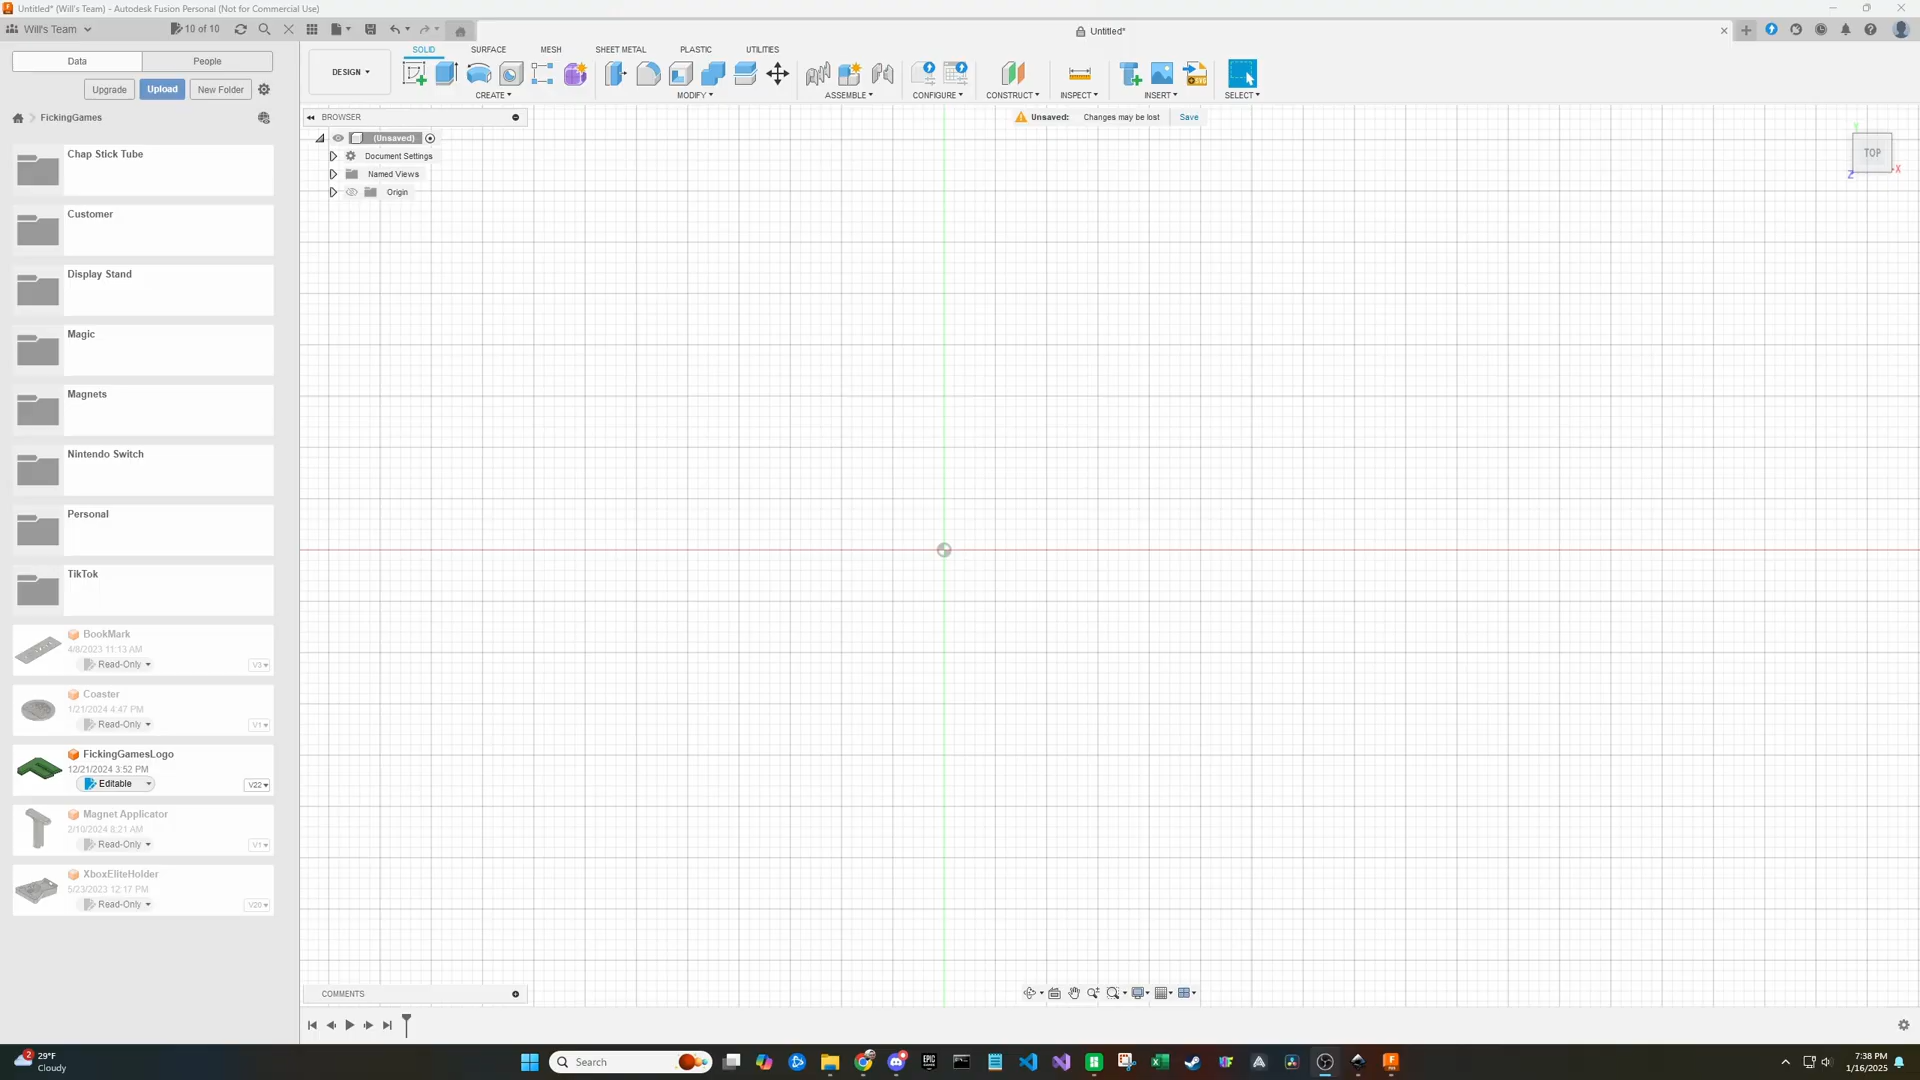 Untitled* (Will's Team) - Autodesk Fusion Personal (Not for Commercial Use)
Will's Team
10 of 10
Untitled*
Data
People
Upgrade
Upload
New Folder
FickingGames
Chap Stick Tube
Customer
Display Stand
Magic
Magnets
Nintendo Switch
Personal
TikTok
BookMark
4/8/2023 11:13 AM
Read-Only
V3
Coaster
1/21/2024 4:47 PM
Read-Only
V1
FickingGamesLogo
12/21/2024 3:52 PM
Editable
V22
Magnet Applicator
2/10/2024 8:21 AM
Read-Only
V1
XboxEliteHolder
5/23/2023 12:17 PM
Read-Only
V20
DESIGN
SOLID
SURFACE
MESH
SHEET METAL
PLASTIC
UTILITIES
CREATE
MODIFY
ASSEMBLE
CONFIGURE
CONSTRUCT
INSPECT
INSERT
SELECT
BROWSER
(Unsaved)
Document Settings
Named Views
Origin
Unsaved: Changes may be lost Save
TOP
X
Y
Z
COMMENTS
2
29°F
Cloudy
Search
EPIC
7:38 PM
1/16/2025